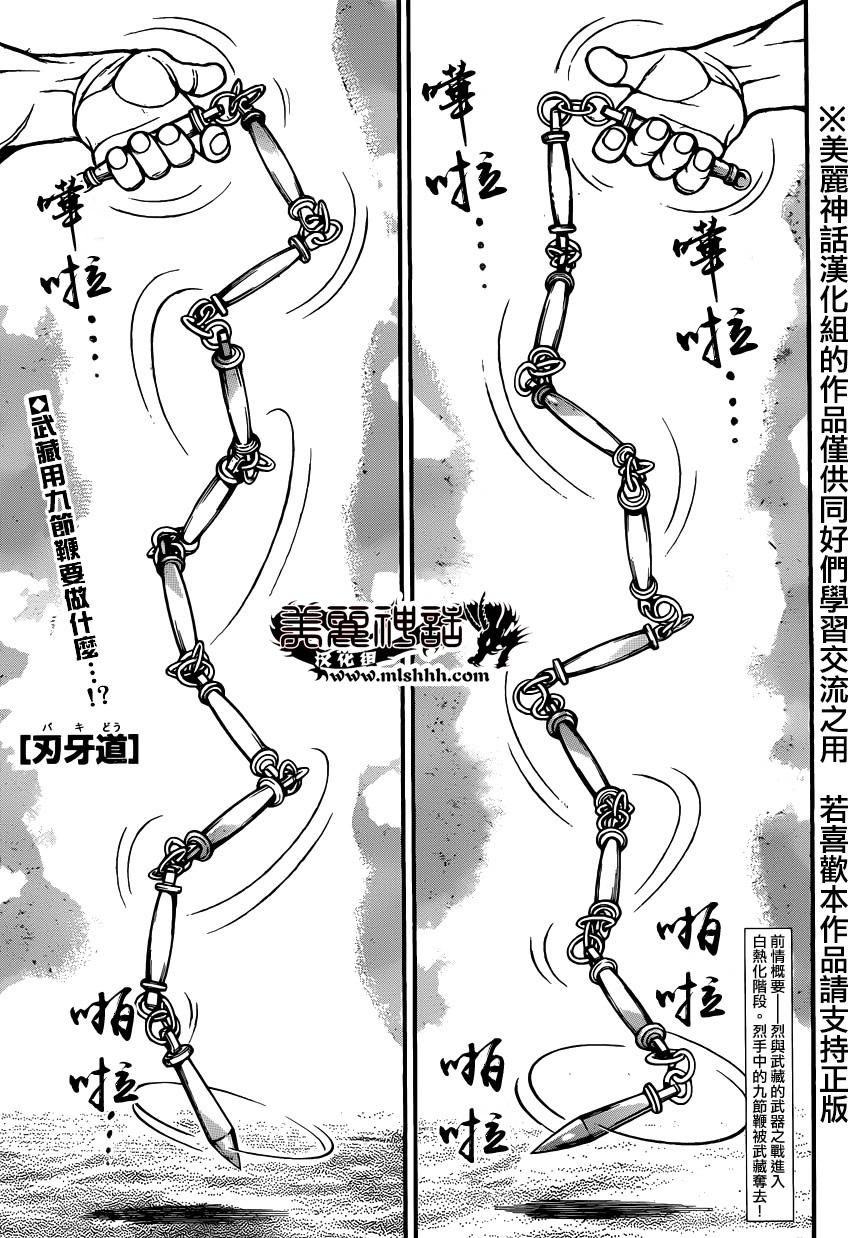 ※美麗神話漢化組的作品僅供同好們學習交流之用　若喜歡本作品請支持正版
嘩啦‥‥
嘩啦‥‥
啪啦
啪啦
前情概要——烈與武藏的武器之戰進入
白熱化階段。烈手中的九節鞭被武藏奪去！
嘩啦‥‥
武藏用九節鞭要做什麼…!?
バキどう
[刃牙道]
啪啦‥‥
美麗神話
汉化组
www.mlshhh.com